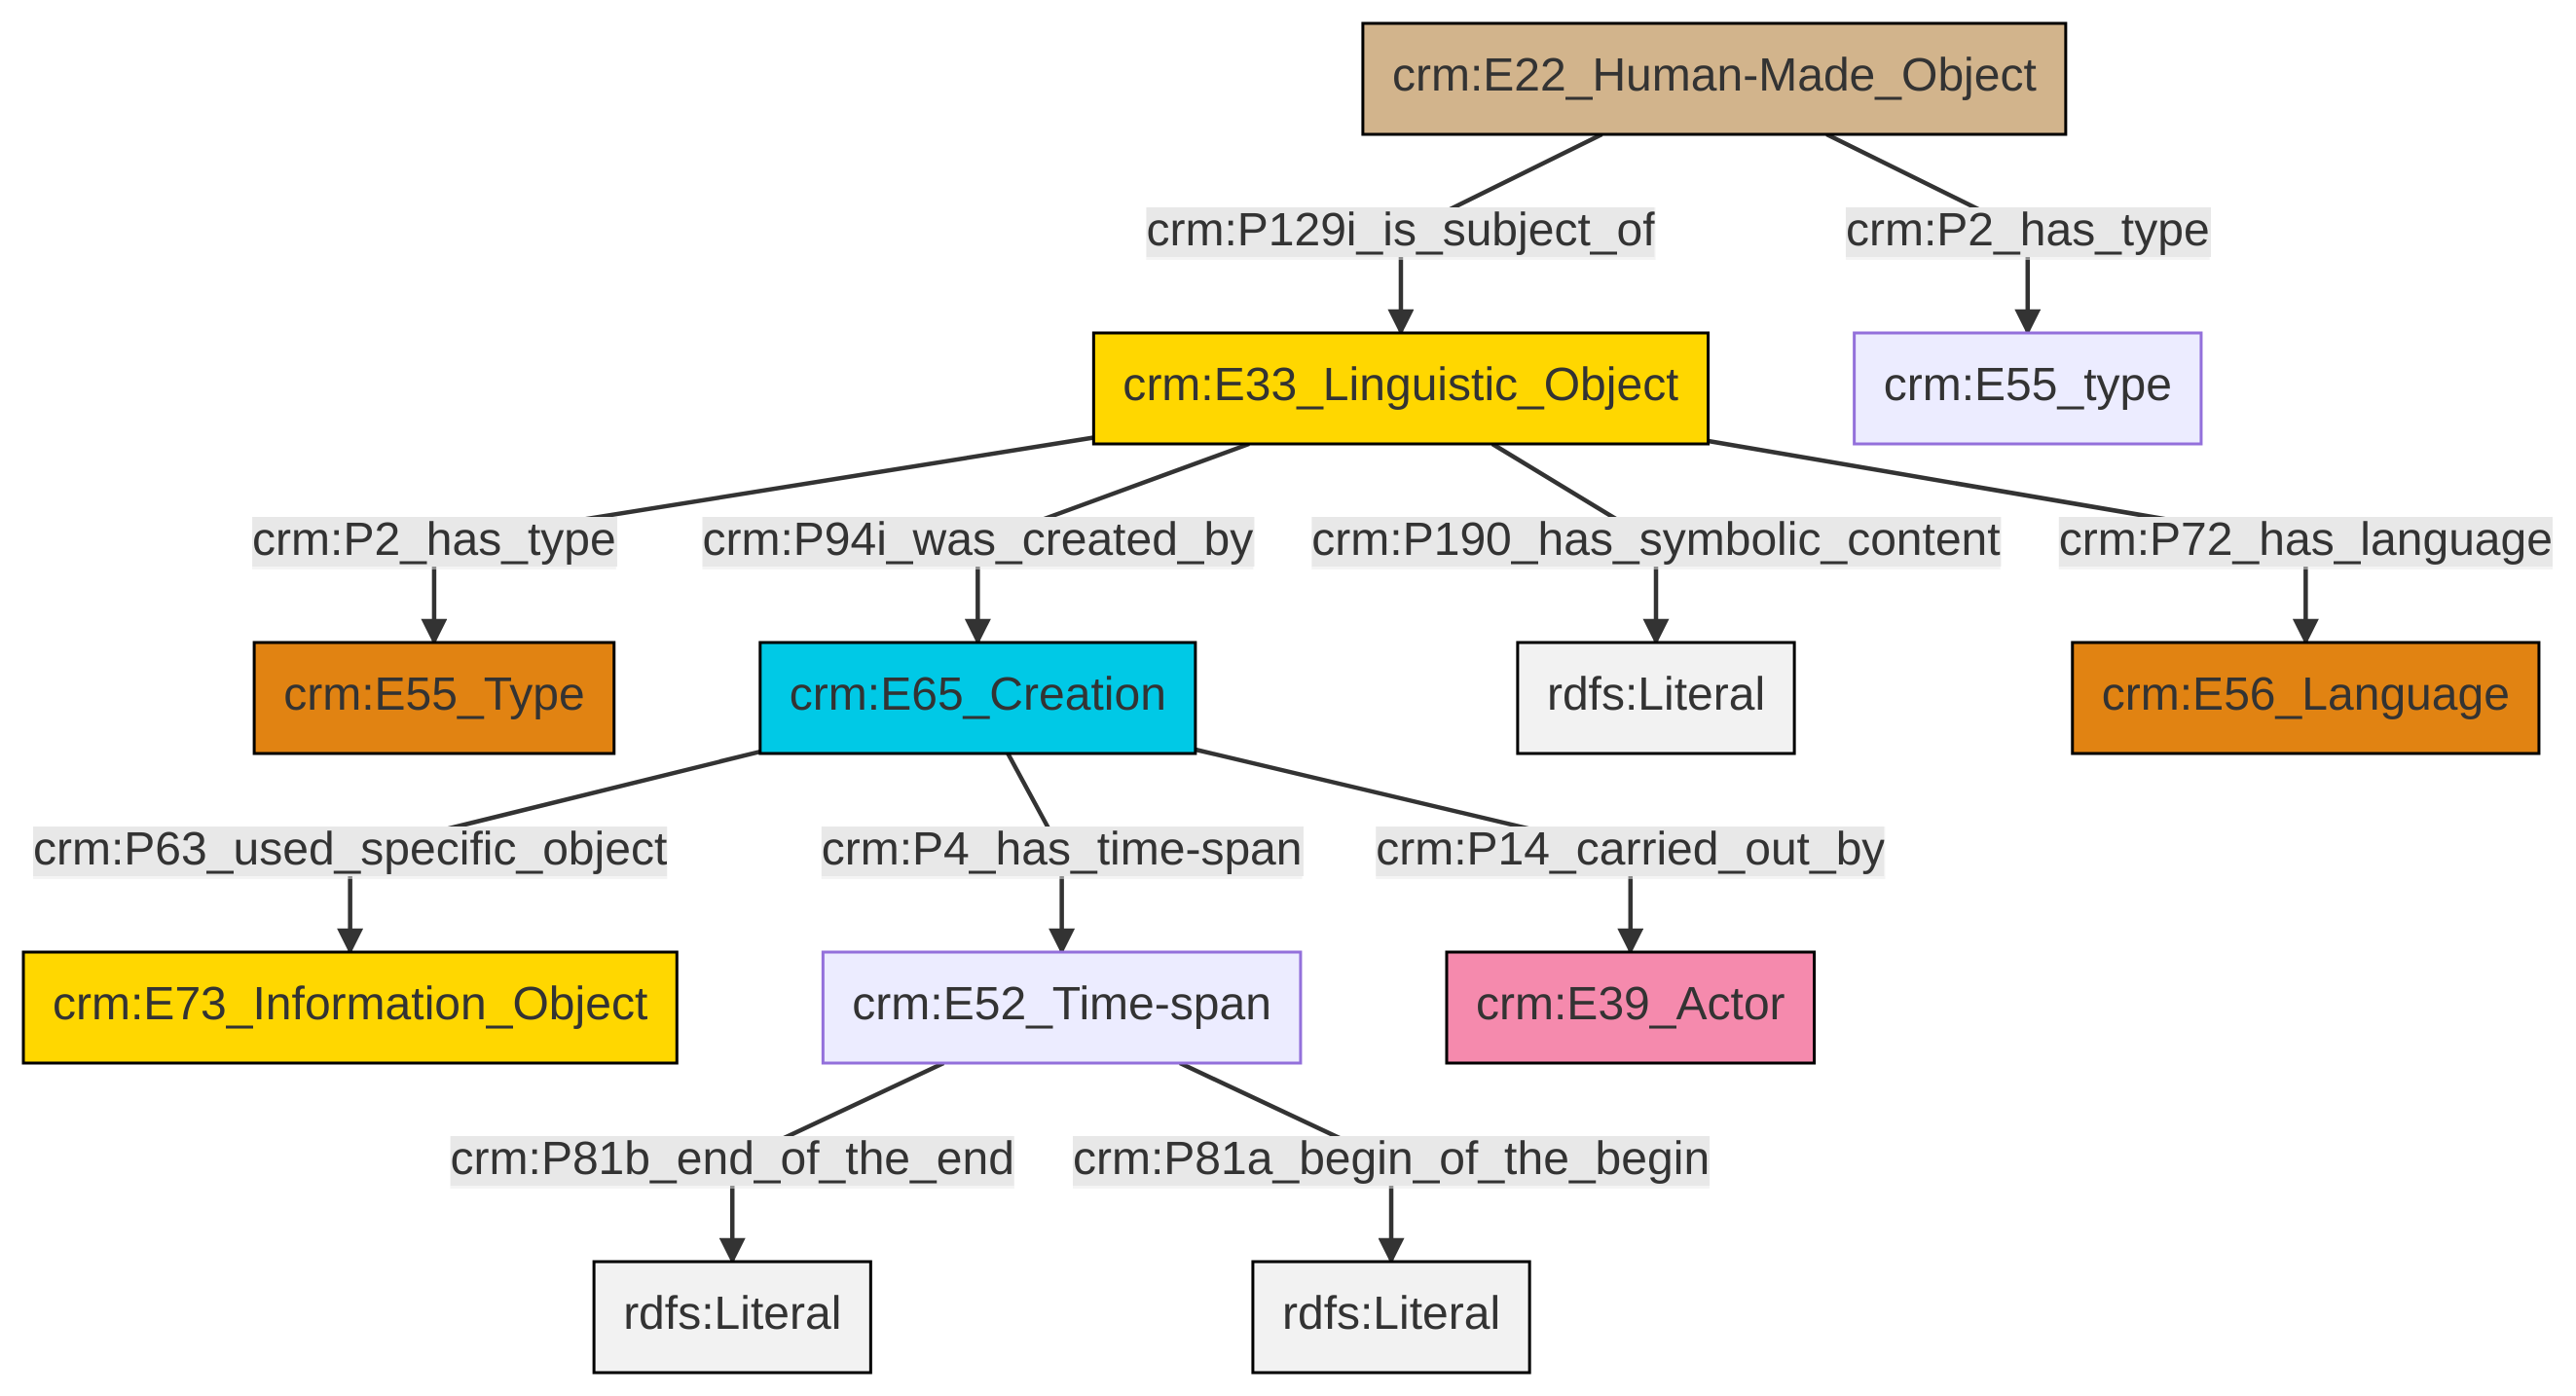 crm:E22_Human-Made_Object
crm:P129i_is_subject_of
crm:P2_has_type
crm:E33_Linguistic_Object
crm:E55_type
crm:P2_has_type
crm:P94i_was_created_by
crm:P190_has_symbolic_content
crm:P72_has_language
crm:E55_Type
crm:E65_Creation
rdfs:Literal
crm:E56_Language
crm:P63_used_specific_object
crm:P4_has_time-span
crm:P14_carried_out_by
crm:E73_Information_Object
crm:E52_Time-span
crm:E39_Actor
crm:P81b_end_of_the_end
crm:P81a_begin_of_the_begin
rdfs:Literal
rdfs:Literal